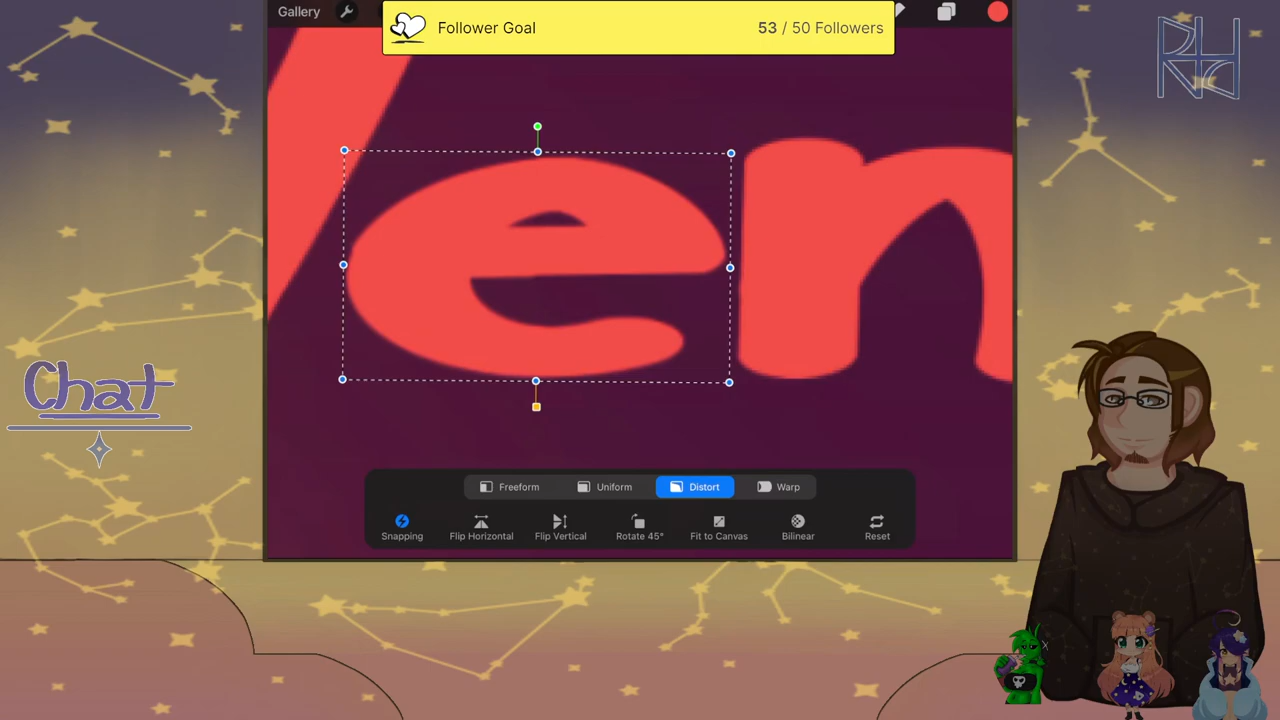 Gallery
Follower Goal
53 / 50 Followers
en
Chat
Freeform Uniform Distort Warp
Snapping Flip Horizontal Flip Vertical Rotate 45° Fit to Canvas Bilinear Reset